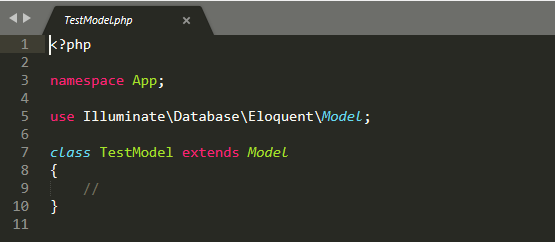 TestModel.php
1 <?php
2
3 namespace App;
4
5 use Illuminate\Database\Eloquent\Model;
6
7 class TestModel extends Model
8 {
9     //
10 }
11